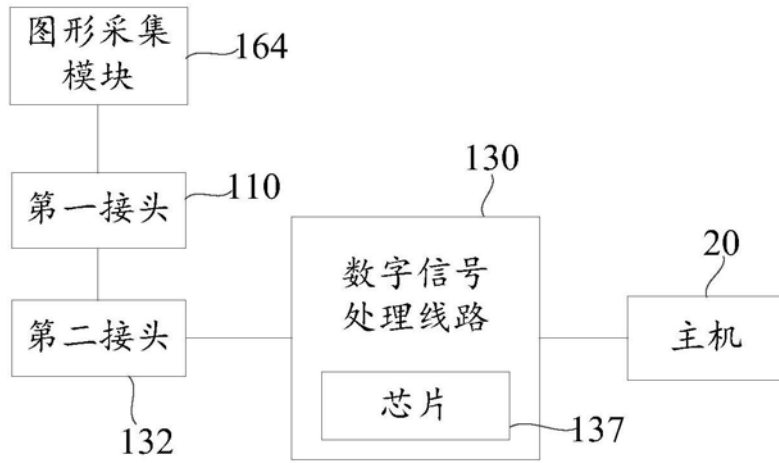 图形采集
模块
164
第一接头
110
第二接头
132
130
数字信号
处理线路
芯片
137
20
主机